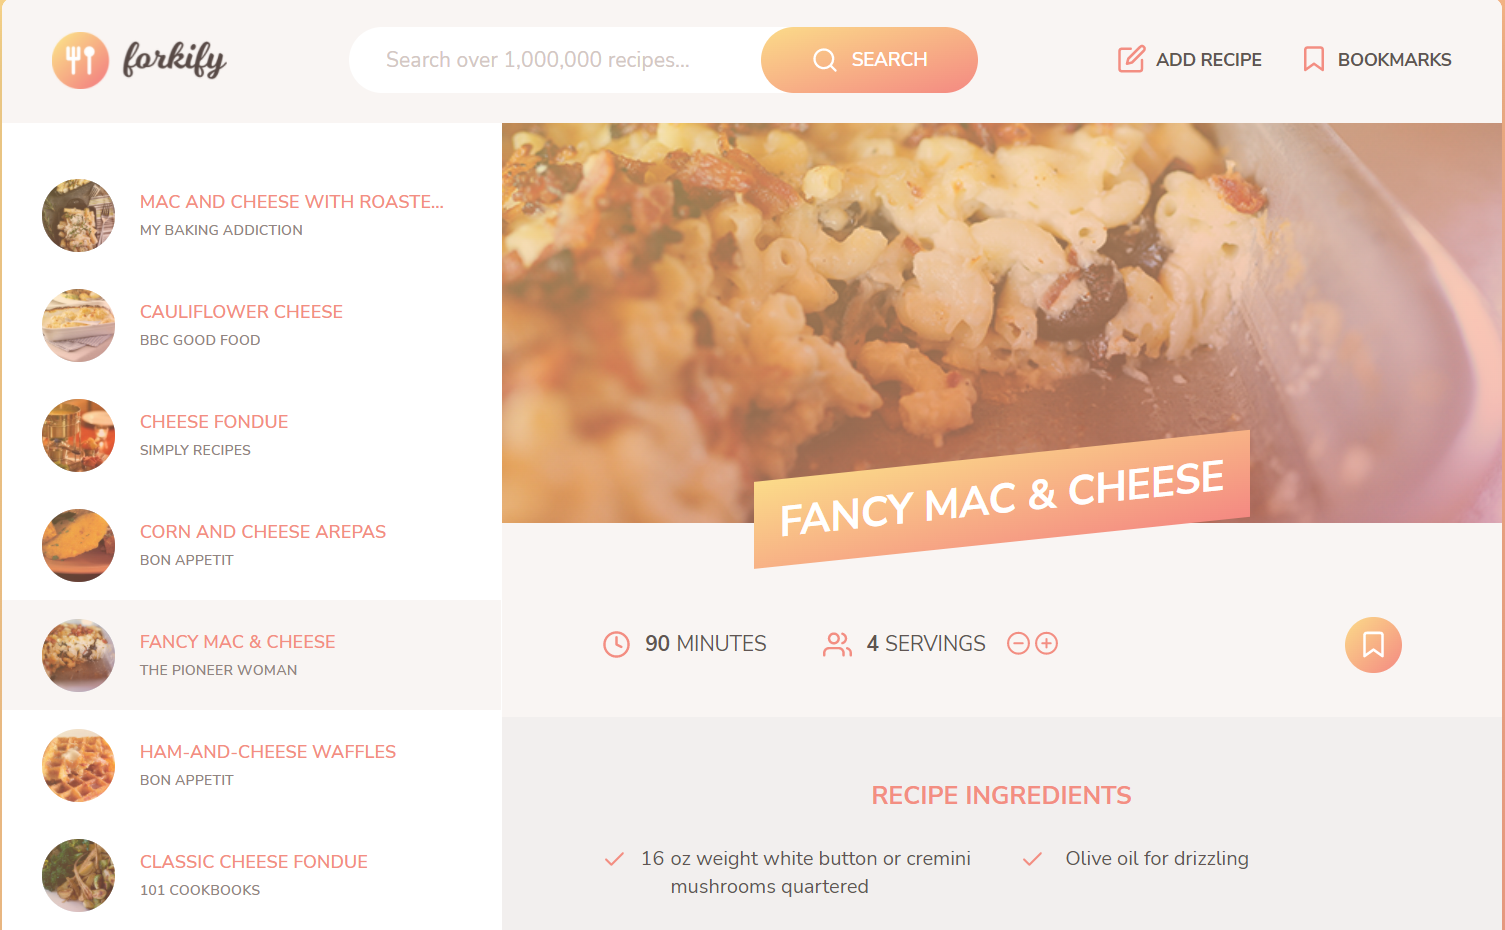 forkify
Search over 1,000,000 recipes...
SEARCH
ADD RECIPE
BOOKMARKS
MAC AND CHEESE WITH ROASTE...
MY BAKING ADDICTION
CAULIFLOWER CHEESE
BBC GOOD FOOD
CHEESE FONDUE
SIMPLY RECIPES
CORN AND CHEESE AREPAS
BON APPETIT
FANCY MAC & CHEESE
THE PIONEER WOMAN
HAM-AND-CHEESE WAFFLES
BON APPETIT
CLASSIC CHEESE FONDUE
101 COOKBOOKS
FANCY MAC & CHEESE
90 MINUTES
4 SERVINGS
RECIPE INGREDIENTS
16 oz weight white button or cremini
mushrooms quartered
Olive oil for drizzling